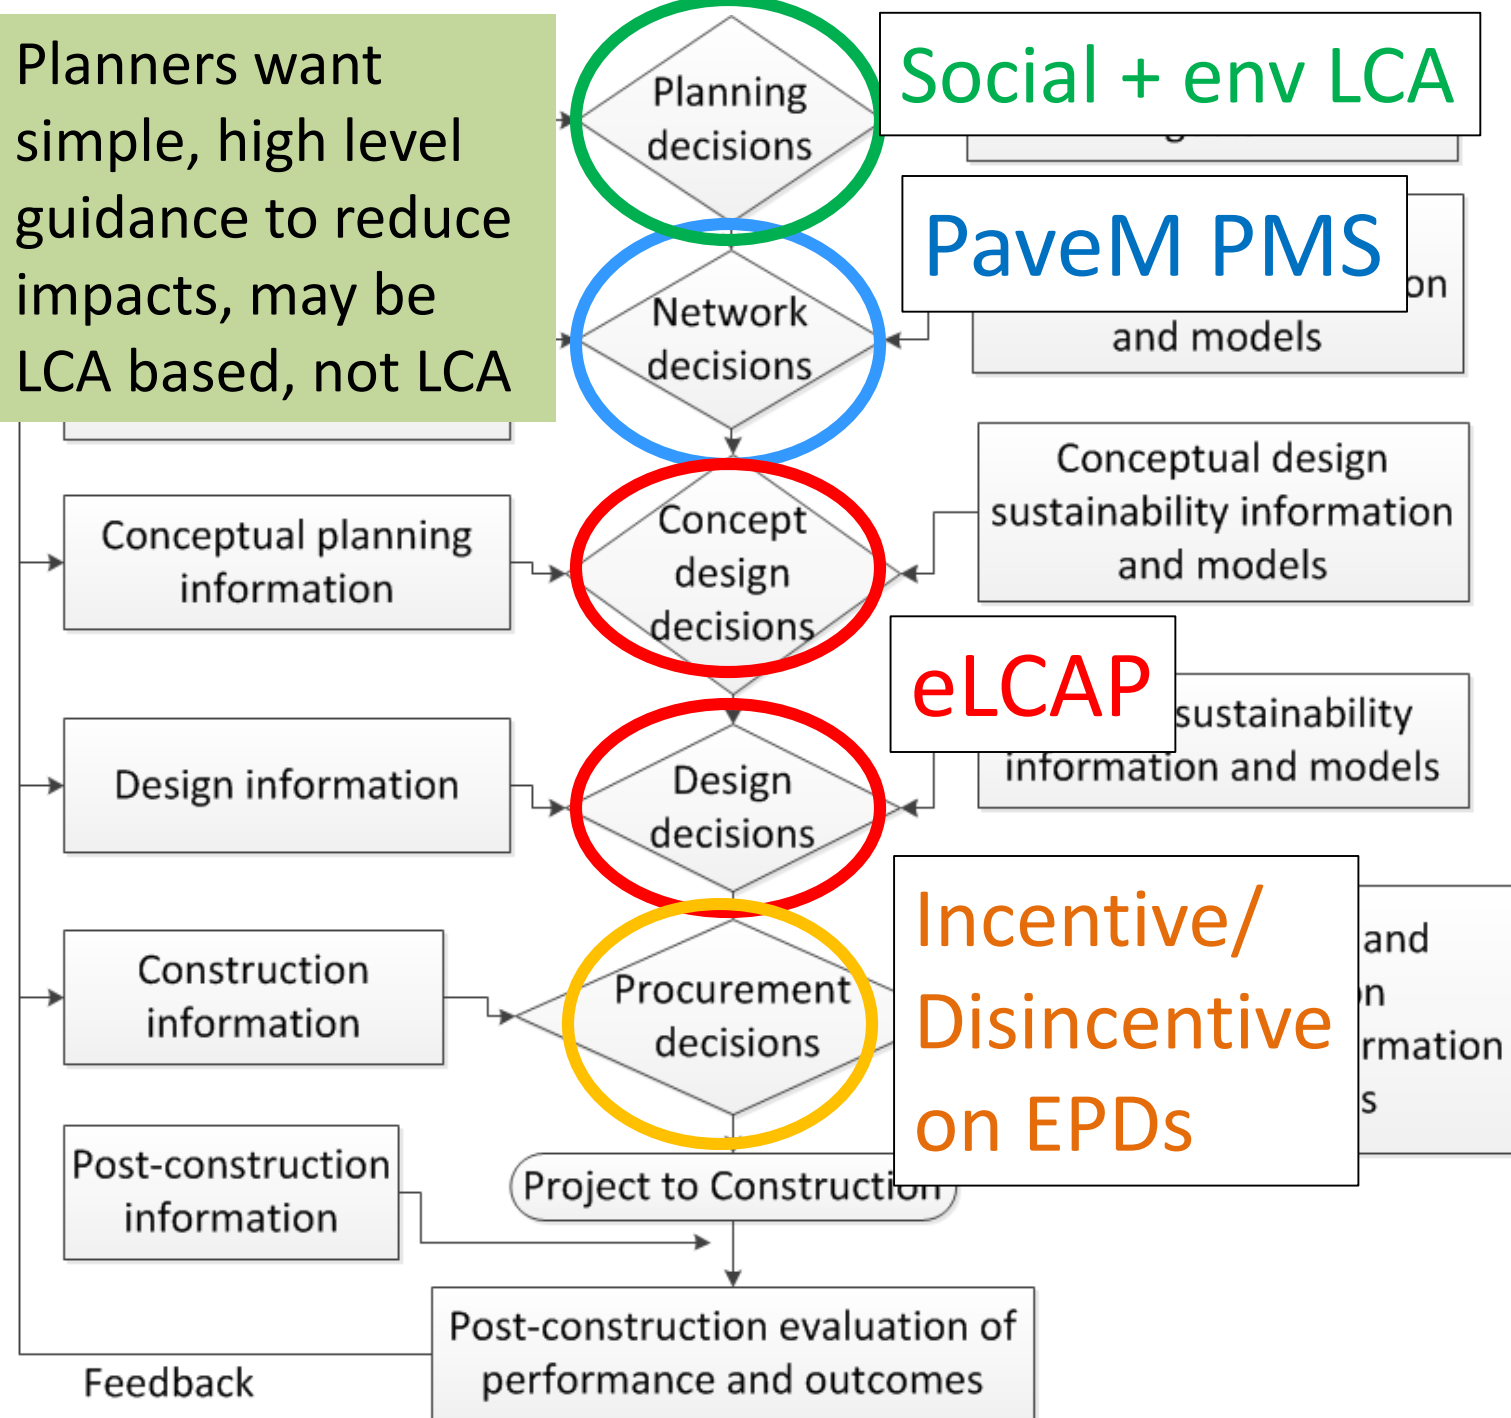 Planners want
simple, high level
guidance to reduce
impacts, may be
LCA based, not LCA
Planning
decisions
Social + env LCA
Network
decisions
PaveM PMS
on
and models
Concept
design
decisions
Conceptual planning
information
Conceptual design
sustainability information
and models
eLCAP
sustainability
information and models
Design information
Design
decisions
Construction
information
Procurement
decisions
Incentive/
Disincentive
on EPDs
and
rmation
s
Post-construction
information
Project to Construction
Post-construction evaluation of
performance and outcomes
Feedback